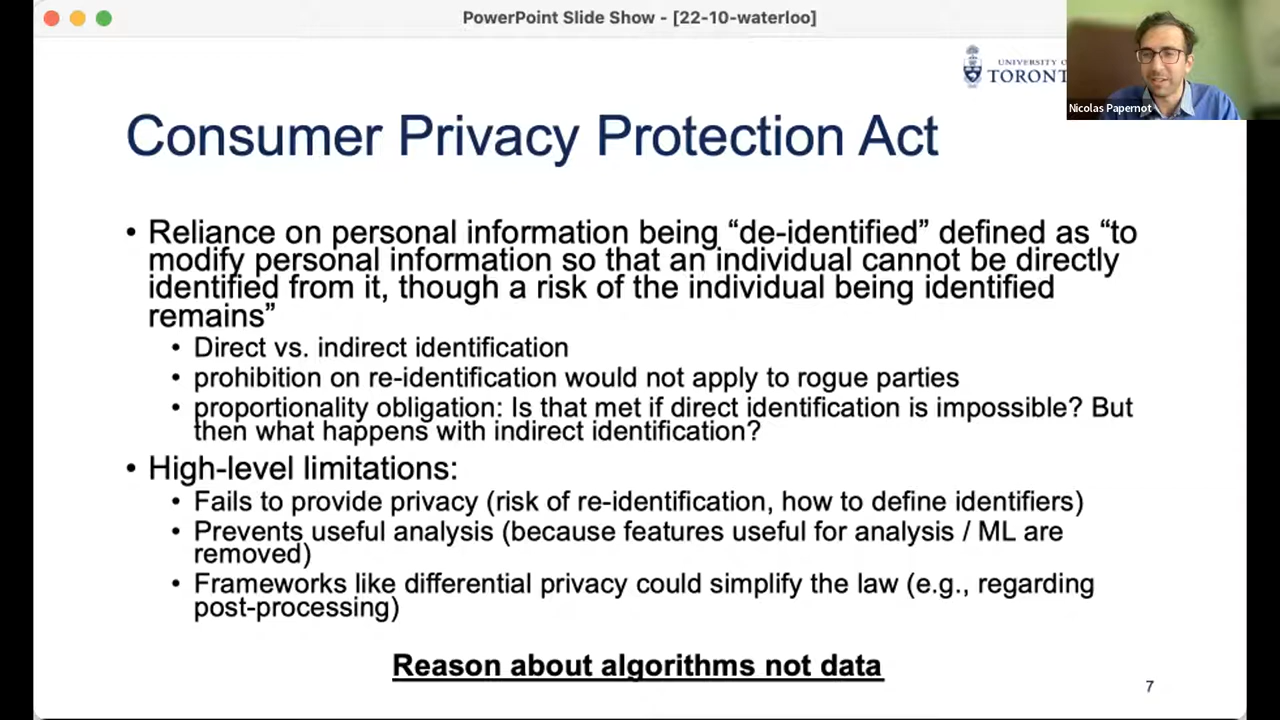 PowerPoint Slide Show - [22-10-waterloo]
UNIVERSITY
TORONT
Nicolas Papernot
Consumer Privacy Protection Act
• Reliance on personal information being “de-identified” defined as “to
modify personal information so that an individual cannot be directly
identified from it, though a risk of the individual being identified
remains”
• Direct vs. indirect identification
• prohibition on re-identification would not apply to rogue parties
• proportionality obligation: Is that met if direct identification is impossible? But
then what happens with indirect identification?
• High-level limitations:
• Fails to provide privacy (risk of re-identification, how to define identifiers)
• Prevents useful analysis (because features useful for analysis / ML are
removed)
• Frameworks like differential privacy could simplify the law (e.g., regarding
post-processing)
Reason about algorithms not data
7